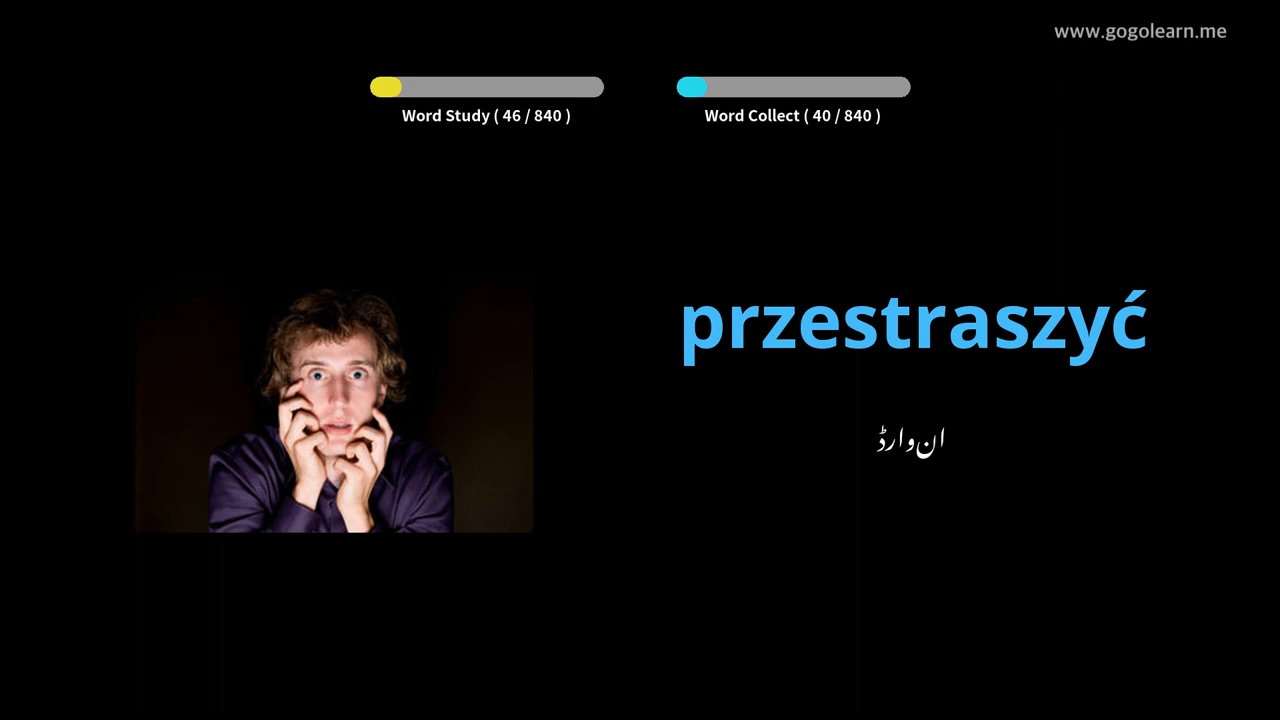 www.gogolearn.me
Word Study ( 46 / 840 )
Word Collect ( 40 / 840 )
przestraszyć
ان‌وارڈ